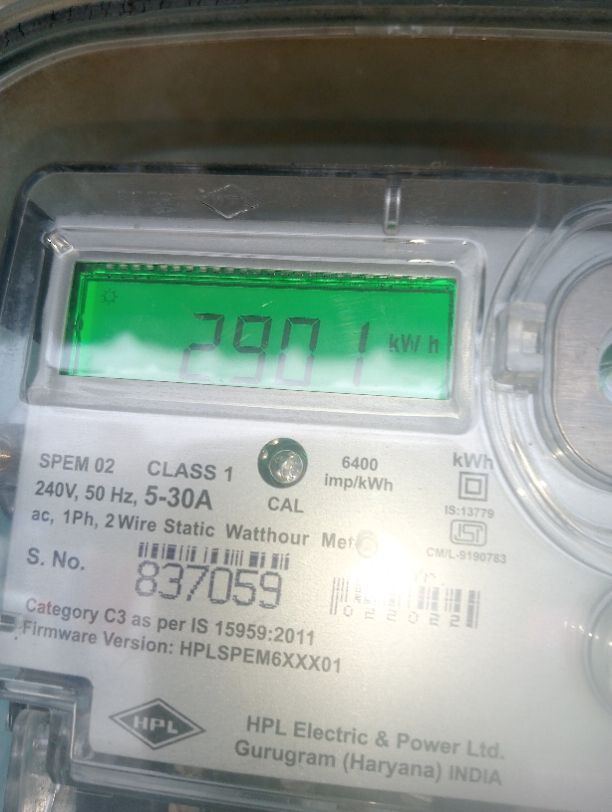 2901 kWh
SPEM 02 CLASS 1 6400 kWh
240V, 50 Hz, 5-30A imp/kWh
CAL IS:13779
ac, 1Ph, 2 Wire Static Watthour
ISI
CM/L-9190783
S. No. 837059
Category C3 as per IS 15959:2011
Firmware Version: HPLSPEM6XXX01
HPL HPL Electric & Power Ltd.
Gurugram (Haryana) INDIA